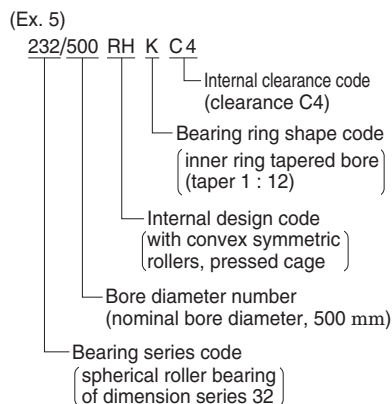 (Ex. 5)
232/500 RH K C 4
Internal clearance code
(clearance C4)
Bearing ring shape code
(inner ring tapered bore
(taper 1 : 12))
Internal design code
(with convex symmetric
rollers, pressed cage)
Bore diameter number
(nominal bore diameter, 500 mm)
Bearing series code
(spherical roller bearing
of dimension series 32)